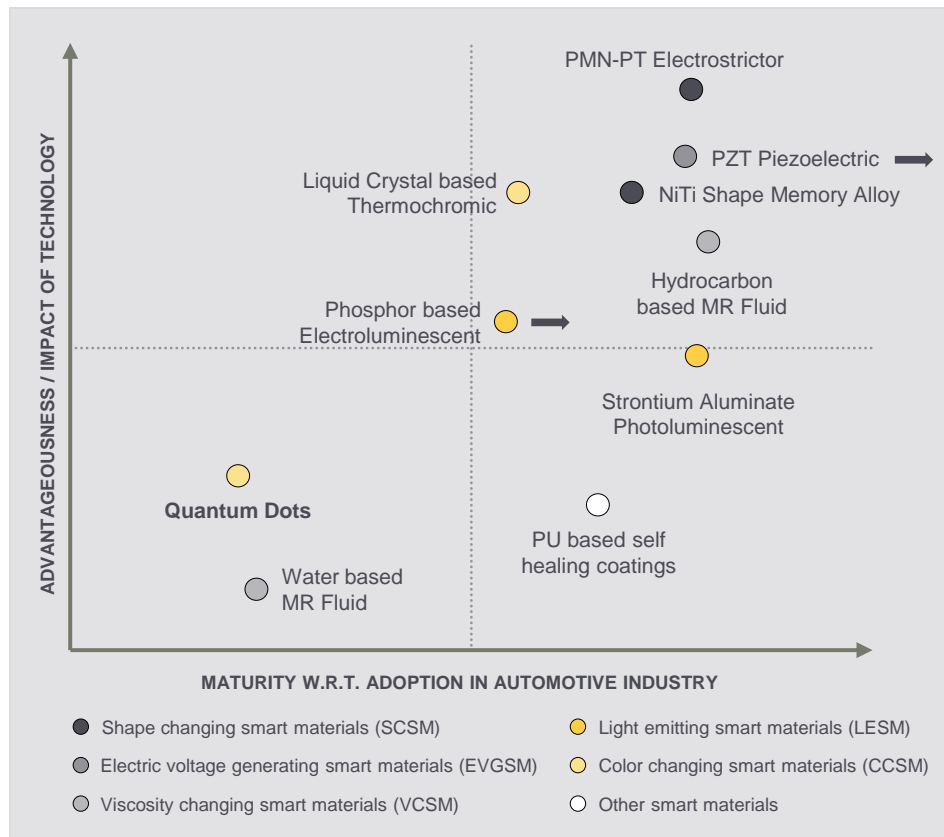 PMN-PT Electrostrictor
PZT Piezoelectric
Liquid Crystal based
Thermochromic
NiTi Shape Memory Alloy
Hydrocarbon
based MR Fluid
Phosphor based
Electroluminescent
Strontium Aluminate
Photoluminescent
Quantum Dots
PU based self
healing coatings
Water based
MR Fluid
ADVANTAGEOUSNESS / IMPACT OF TECHNOLOGY
MATURITY W.R.T. ADOPTION IN AUTOMOTIVE INDUSTRY
Shape changing smart materials (SCSM)
Light emitting smart materials (LESM)
Electric voltage generating smart materials (EVGSM)
Color changing smart materials (CCSM)
Viscosity changing smart materials (VCSM)
Other smart materials